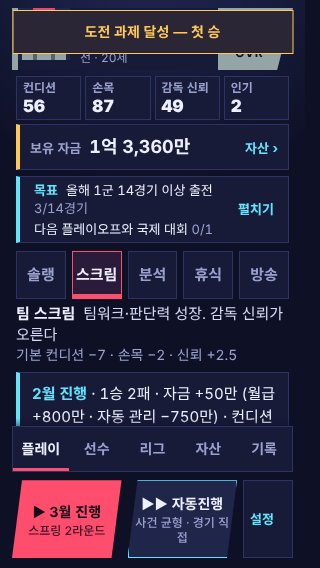 도전 과제 달성 — 첫 승
전 · 20세
OVR
컨디션
56
손목
87
감독 신뢰
49
인기
2
보유 자금 1억 3,360만
자산 ›
목표 올해 1군 14경기 이상 출전
3/14경기
다음 플레이오프와 국제 대회 0/1
펼치기
솔랭
스크림
분석
휴식
방송
팀 스크림 팀워크·판단력 성장. 감독 신뢰가
오른다
기본 컨디션 −7 · 손목 −2 · 신뢰 +2.5
2월 진행 · 1승 2패 · 자금 +50만 (월급
+800만 · 자동 관리 −750만) · 컨디션
플레이
선수
리그
자산
기록
▶ 3월 진행
스프링 2라운드
▶▶ 자동진행
사건 균형 · 경기 직
접
설정